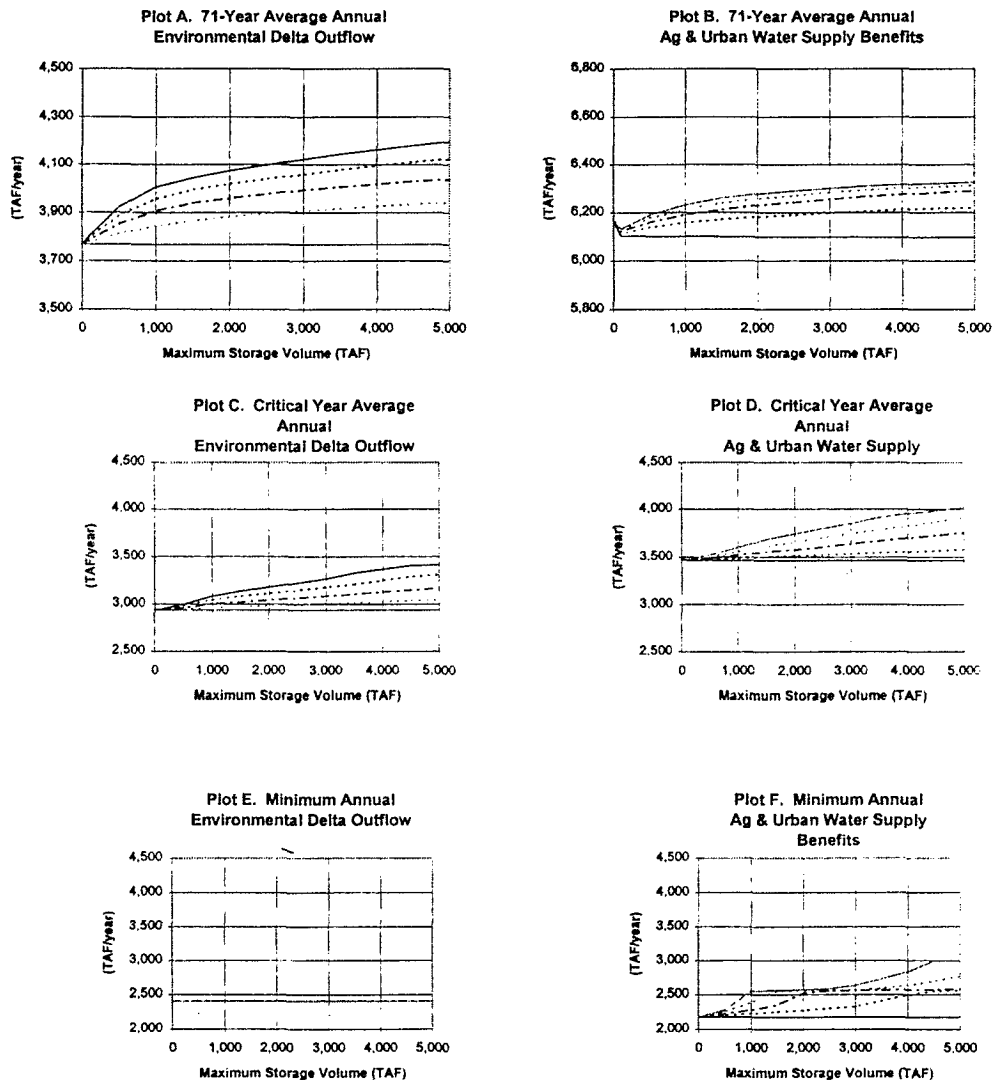 Plot A. 71-Year Average Annual
Environmental Delta Outflow
4,500
4,300
4,100
3,900
3,700
3,500
(TAF/year)
0 1,000 2,000 3,000 4,000 5,000
Maximum Storage Volume (TAF)
Plot B. 71-Year Average Annual
Ag & Urban Water Supply Benefits
6,800
6,600
6,400
6,200
6,000
5,800
(TAF/year)
0 1,000 2,000 3,000 4,000 5,000
Maximum Storage Volume (TAF)
Plot C. Critical Year Average
Annual
Environmental Delta Outflow
4,500
4,000
3,500
3,000
2,500
(TAF/year)
0 1,000 2,000 3,000 4,000 5,000
Maximum Storage Volume (TAF)
Plot D. Critical Year Average
Annual
Ag & Urban Water Supply
4,500
4,000
3,500
3,000
2,500
(TAF/year)
0 1,000 2,000 3,000 4,000 5,000
Maximum Storage Volume (TAF)
Plot E. Minimum Annual
Environmental Delta Outflow
4,500
4,000
3,500
3,000
2,500
2,000
(TAF/year)
0 1,000 2,000 3,000 4,000 5,000
Maximum Storage Volume (TAF)
Plot F. Minimum Annual
Ag & Urban Water Supply
Benefits
4,500
4,000
3,500
3,000
2,500
2,000
(TAF/year)
0 1,000 2,000 3,000 4,000 5,000
Maximum Storage Volume (TAF)